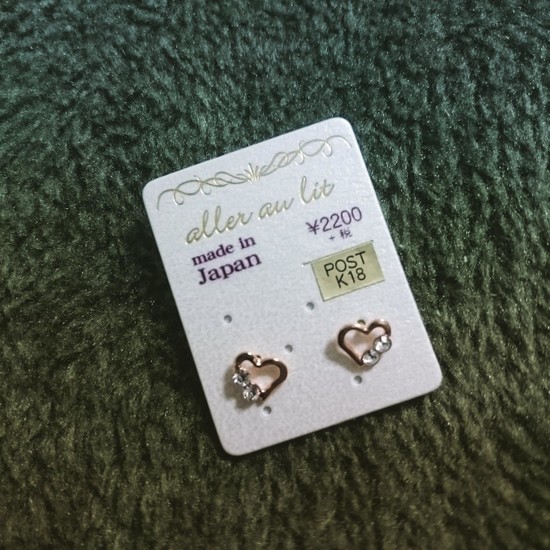 aller au lit
made in
Japan
¥2200
+税
POST
K18